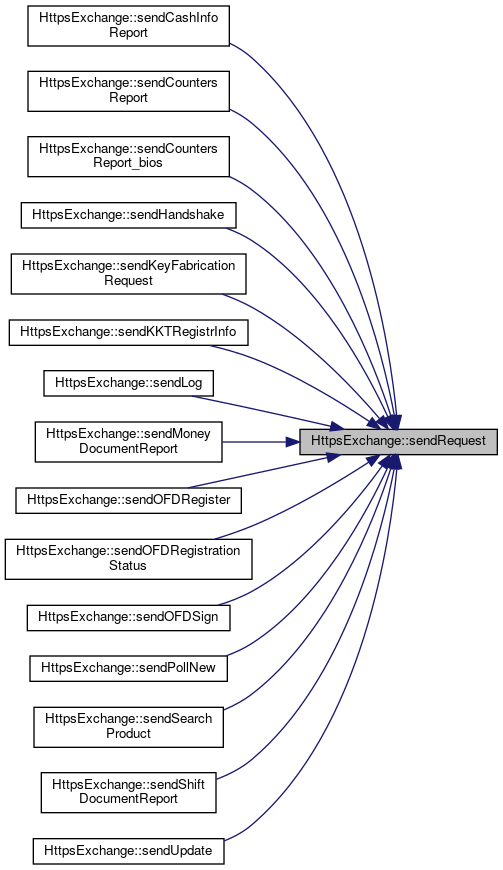 HttpsExchange::sendCashInfo
Report
HttpsExchange::sendCounters
Report
HttpsExchange::sendCounters
Report_bios
HttpsExchange::sendHandshake
HttpsExchange::sendKeyFabrication
Request
HttpsExchange::sendKKTRegistrInfo
HttpsExchange::sendLog
HttpsExchange::sendMoney
DocumentReport
HttpsExchange::sendRequest
HttpsExchange::sendOFDRegister
HttpsExchange::sendOFDRegistration
Status
HttpsExchange::sendOFDSign
HttpsExchange::sendPollNew
HttpsExchange::sendSearch
Product
HttpsExchange::sendShift
DocumentReport
HttpsExchange::sendUpdate